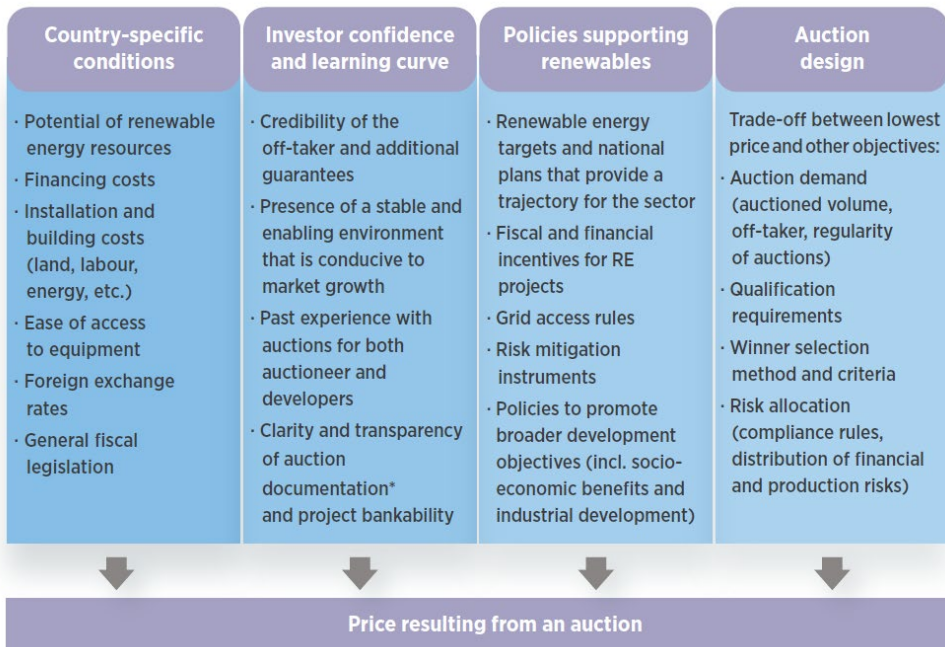 Country-specific
conditions
· Potential of renewable
energy resources
· Financing costs
· Installation and
building costs
(land, labour,
energy, etc.)
· Ease of access
to equipment
· Foreign exchange
rates
· General fiscal
legislation
Investor confidence
and learning curve
· Credibility of the
off-taker and additional
guarantees
· Presence of a stable and
enabling environment
that is conducive to
market growth
· Past experience with
auctions for both
auctioneer and
developers
· Clarity and transparency
of auction
documentation*
and project bankability
Policies supporting
renewables
· Renewable energy
targets and national
plans that provide a
trajectory for the sector
· Fiscal and financial
incentives for RE
projects
· Grid access rules
· Risk mitigation
instruments
· Policies to promote
broader development
objectives (incl. socio-
economic benefits and
industrial development)
Auction
design
Trade-off between lowest
price and other objectives:
· Auction demand
(auctioned volume,
off-taker, regularity
of auctions)
· Qualification
requirements
· Winner selection
method and criteria
· Risk allocation
(compliance rules,
distribution of financial
and production risks)
Price resulting from an auction